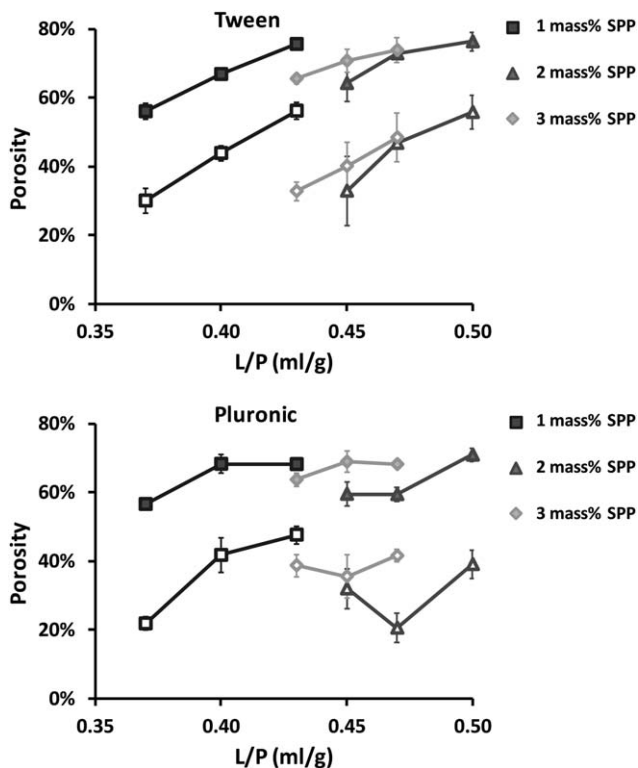 Tween
80%
60%
40%
20%
0%
Porosity
0.35 0.40 0.45 0.50
L/P (ml/g)
1 mass% SPP
2 mass% SPP
3 mass% SPP
Pluronic
80%
60%
40%
20%
0%
Porosity
0.35 0.40 0.45 0.50
L/P (ml/g)
1 mass% SPP
2 mass% SPP
3 mass% SPP